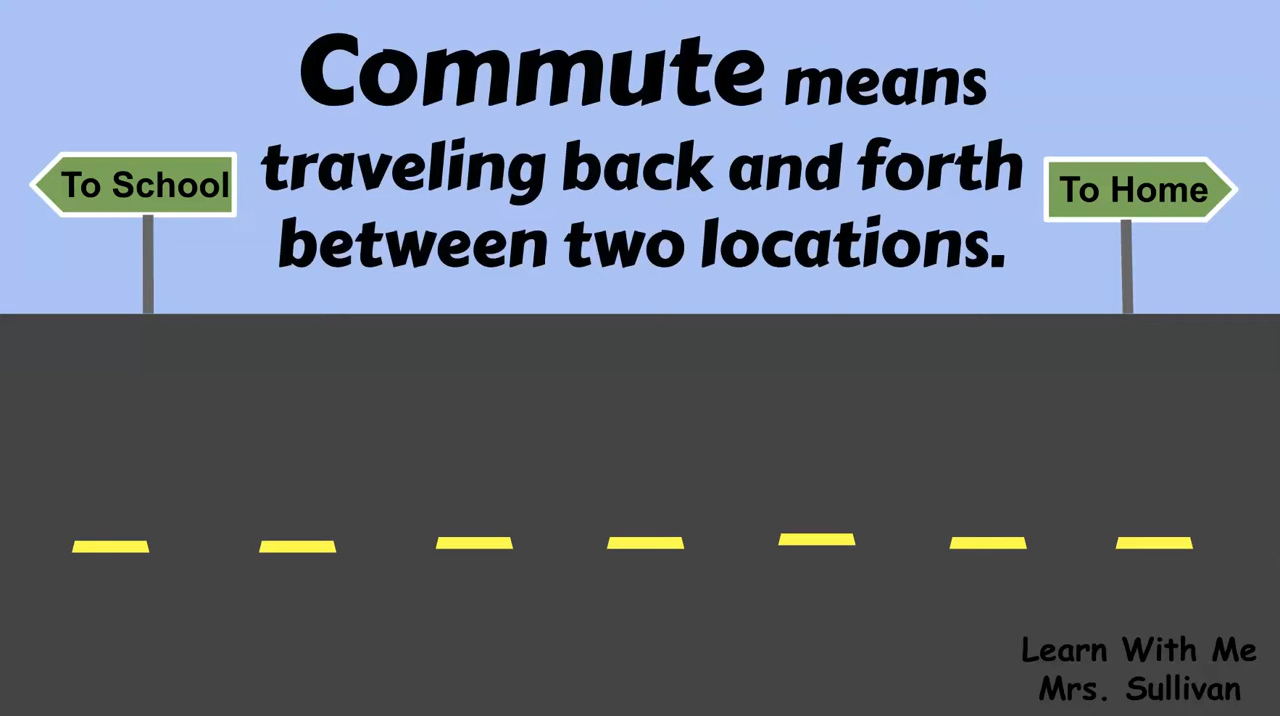 Commute means
To School
traveling back and forth
To Home
between two locations.
Learn With Me
Mrs. Sullivan